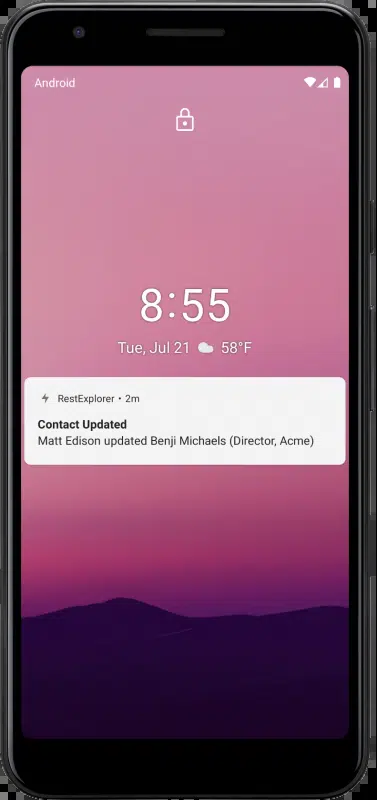 Android
8:55
Tue, Jul 21 58°F
RestExplorer • 2m
Contact Updated
Matt Edison updated Benji Michaels (Director, Acme)